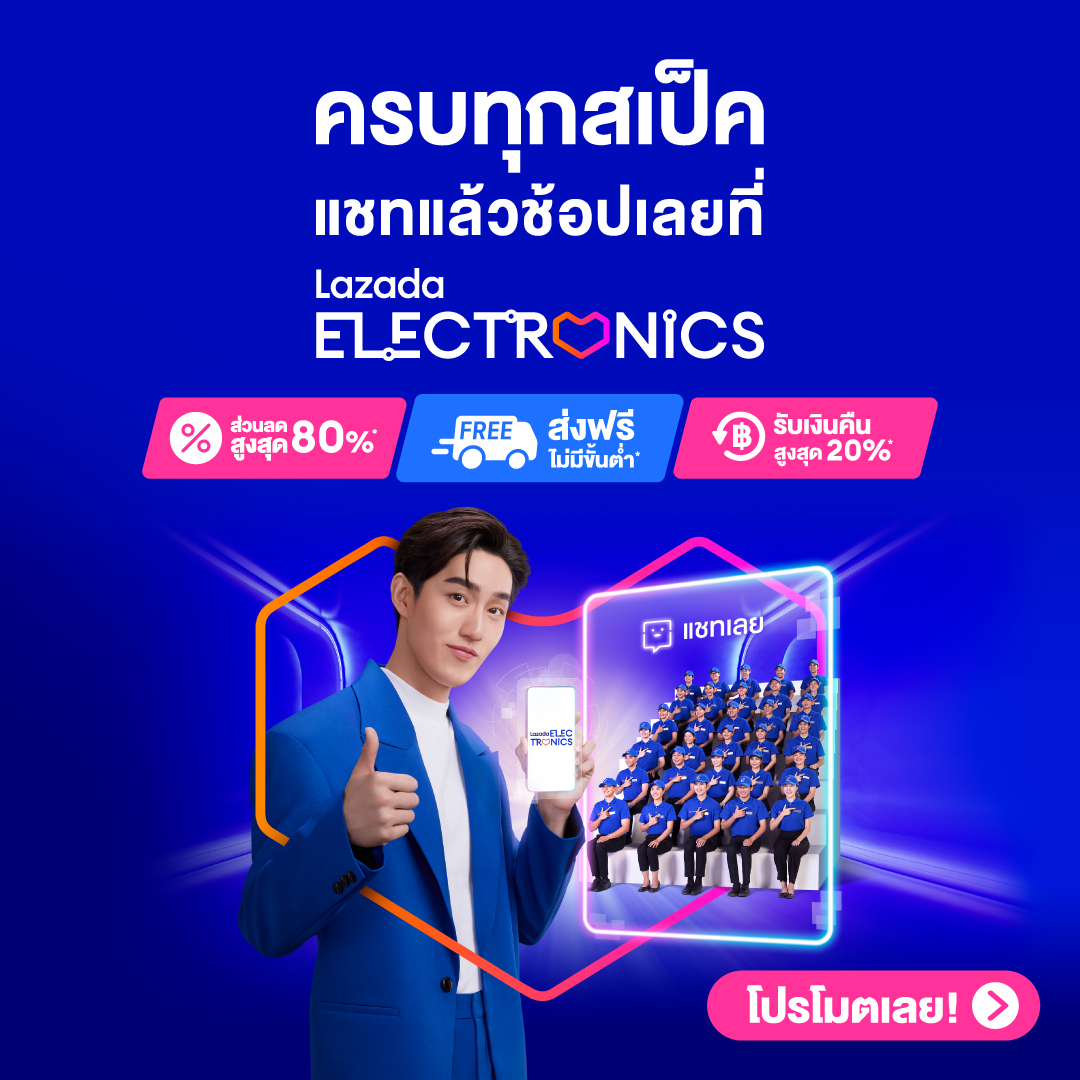 ครบทุกสเป็ค
แชทแล้วช้อปเลยที่
Lazada
ELECTRONICS
ส่วนลด
สูงสุด 80%*
FREE
ส่งฟรี
ไม่มีขั้นต่ำ*
รับเงินคืน
สูงสุด 20%*
แชทเลย
Lazada ELEC
TRONICS
โปรโมตเลย!